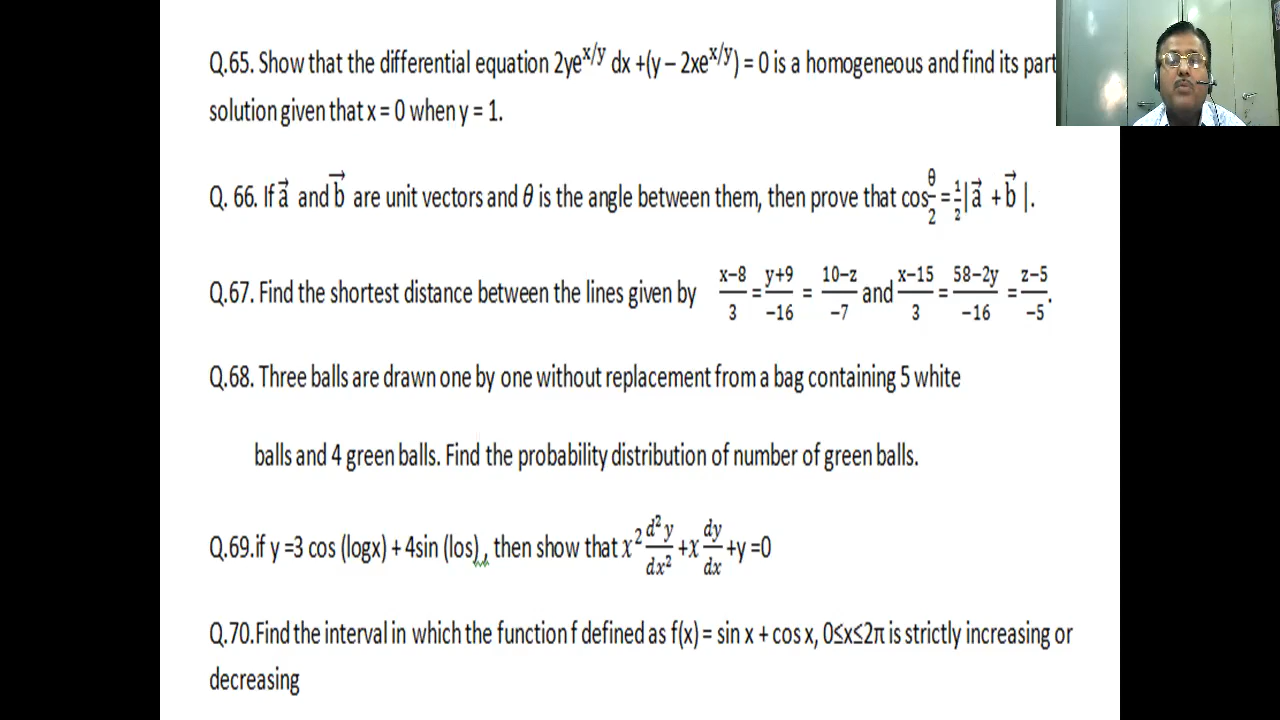 Q.65. Show that the differential equation 2ye^x/y dx +(y – 2xe^x/y) = 0 is a homogeneous and find its part
solution given that x = 0 when y = 1.
Q. 66. If a⃗ and b⃗ are unit vectors and θ is the angle between them, then prove that cos θ/2 = 1/2 |a⃗ + b⃗ |.
Q.67. Find the shortest distance between the lines given by x–8/3 = y+9/–16 = 10–z/–7 and x–15/3 = 58–2y/–16 = z–5/–5.
Q.68. Three balls are drawn one by one without replacement from a bag containing 5 white
balls and 4 green balls. Find the probability distribution of number of green balls.
Q.69.if y =3 cos (logx) + 4sin (los) , then show that x² d²y/dx² +x dy/dx +y =0
Q.70.Find the interval in which the function f defined as f(x) = sin x + cos x, 0≤x≤2π is strictly increasing or
decreasing